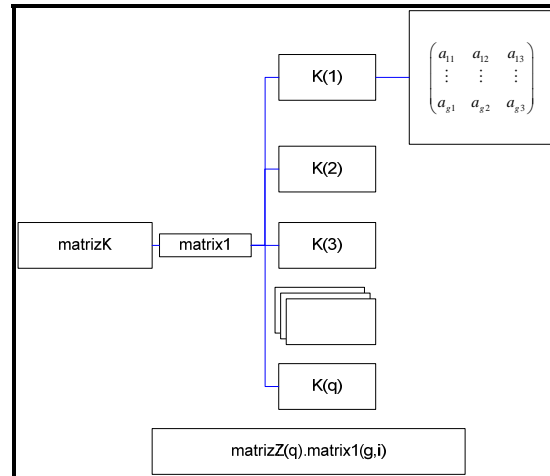 K(1)
a11 a12 a13
⋮ ⋮ ⋮
ag1 ag2 ag3
K(2)
matrizK matrix1 K(3)
K(q)
matrizZ(q).matrix1(g,i)